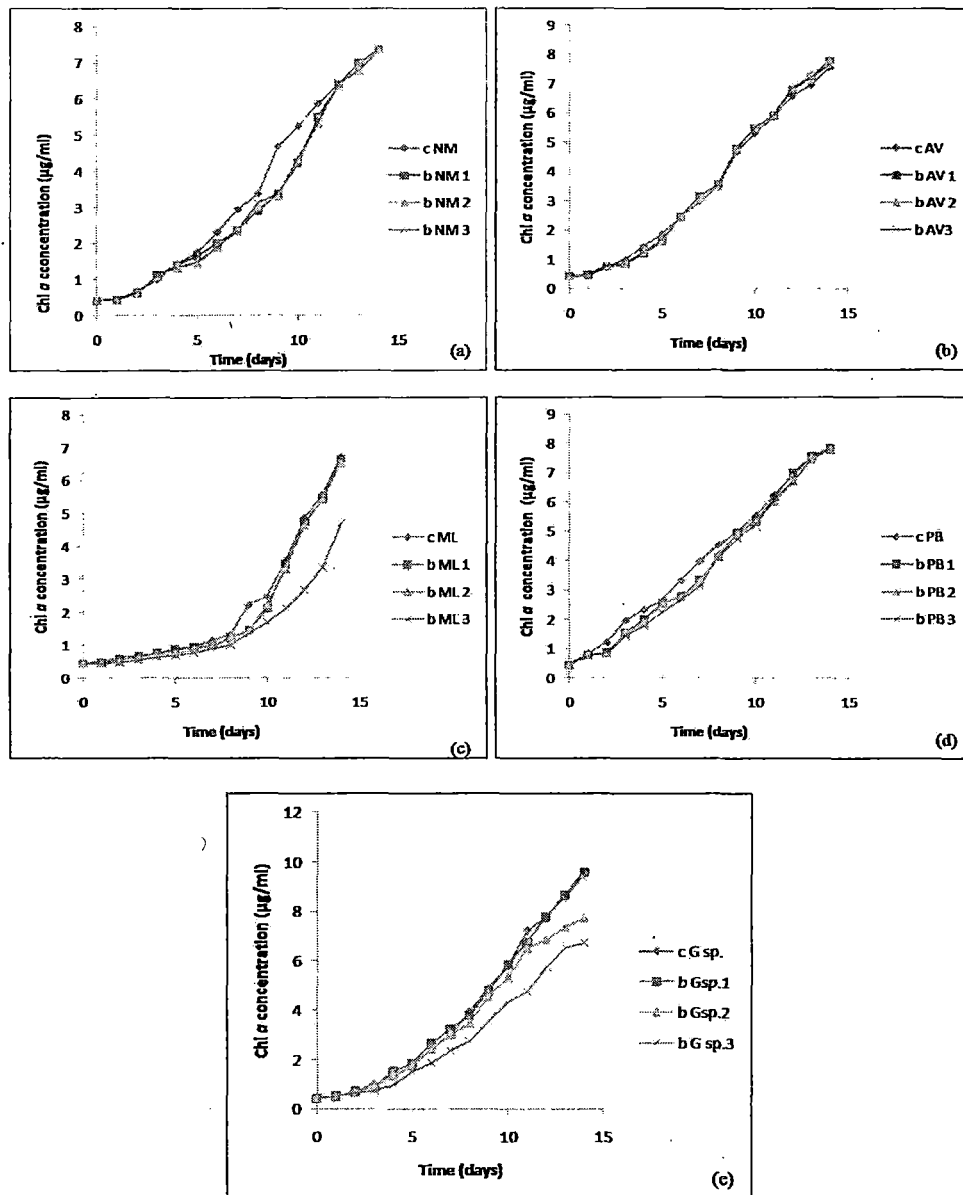 8
7
6
5
4
3
2
1
0
Chl a cconcentration (µg/ml)
0 5 10 15
Time (days)
c NM
b NM 1
b NM 2
b NM 3
(a)
9
8
7
6
5
4
3
2
1
0
Chl a concentration (µg/ml)
0 5 10 15
Time (days)
c AV
b AV 1
b AV 2
b AV3
(b)
8
7
6
5
4
3
2
1
0
Chl a concentration (µg/ml)
0 5 10 15
Time (days)
c ML
b ML 1
b ML 2
b ML 3
(c)
9
8
7
6
5
4
3
2
1
0
Chl a concentration (µg/ml)
0 5 10 15
Time (days)
c PB
b PB 1
b PB 2
b PB 3
(d)
12
10
8
6
4
2
0
Chl a concentration (µg/ml)
0 5 10 15
Time (days)
c G sp.
b Gsp.1
b Gsp.2
b G sp.3
(e)